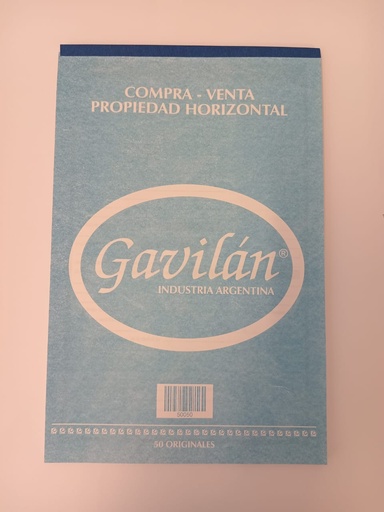 COMPRA - VENTA
PROPIEDAD HORIZONTAL
Gavilán®
INDUSTRIA ARGENTINA
50 ORIGINALES